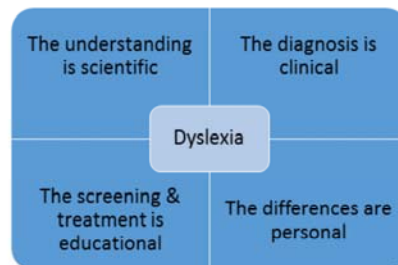 The understanding
is scientific
The diagnosis is
clinical
Dyslexia
The screening &
treatment is
educational
The differences are
personal